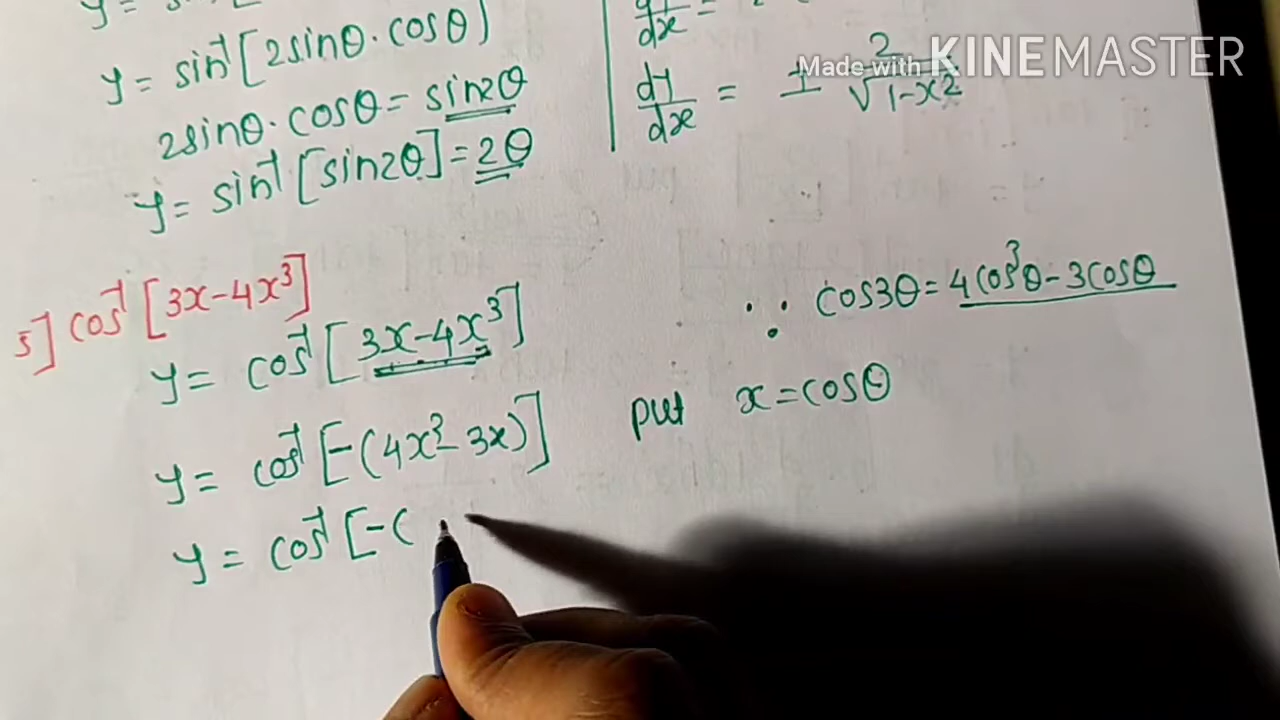 y = sin⁻¹[2sinθ·cosθ]
2sinθ·cosθ = sin2θ
y = sin⁻¹[sin2θ] = 2θ
dy/dx =
dy/dx = ± 2/√1-x2
Made with KINEMASTER
5] cos⁻¹[3x-4x³]
y = cos⁻¹[3x-4x³]
∵ cos3θ = 4cos³θ-3cosθ
y = cos⁻¹[-(4x³-3x)]
put x=cosθ
y = cos⁻¹[-(